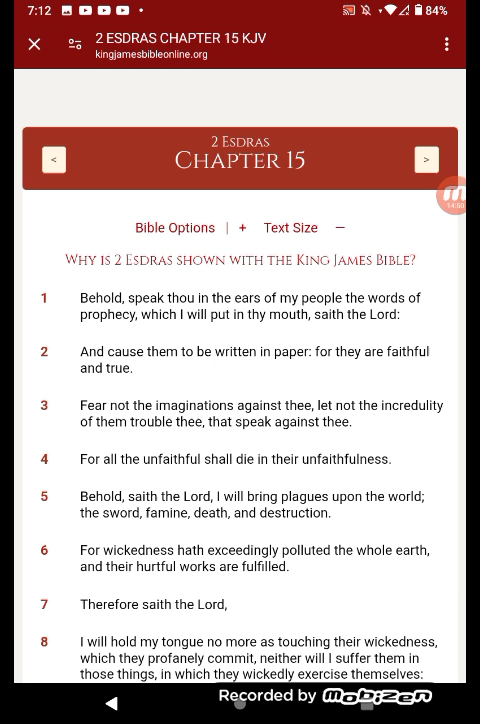 7:12
84%
2 ESDRAS CHAPTER 15 KJV
kingjamesbibleonline.org
2 Esdras
Chapter 15
<
>
14:50
Bible Options | + Text Size —
Why is 2 Esdras shown with the King James Bible?
1 Behold, speak thou in the ears of my people the words of
prophecy, which I will put in thy mouth, saith the Lord:
2 And cause them to be written in paper: for they are faithful
and true.
3 Fear not the imaginations against thee, let not the incredulity
of them trouble thee, that speak against thee.
4 For all the unfaithful shall die in their unfaithfulness.
5 Behold, saith the Lord, I will bring plagues upon the world;
the sword, famine, death, and destruction.
6 For wickedness hath exceedingly polluted the whole earth,
and their hurtful works are fulfilled.
7 Therefore saith the Lord,
8 I will hold my tongue no more as touching their wickedness,
which they profanely commit, neither will I suffer them in
those things, in which they wickedly exercise themselves:
Recorded by Mobizen